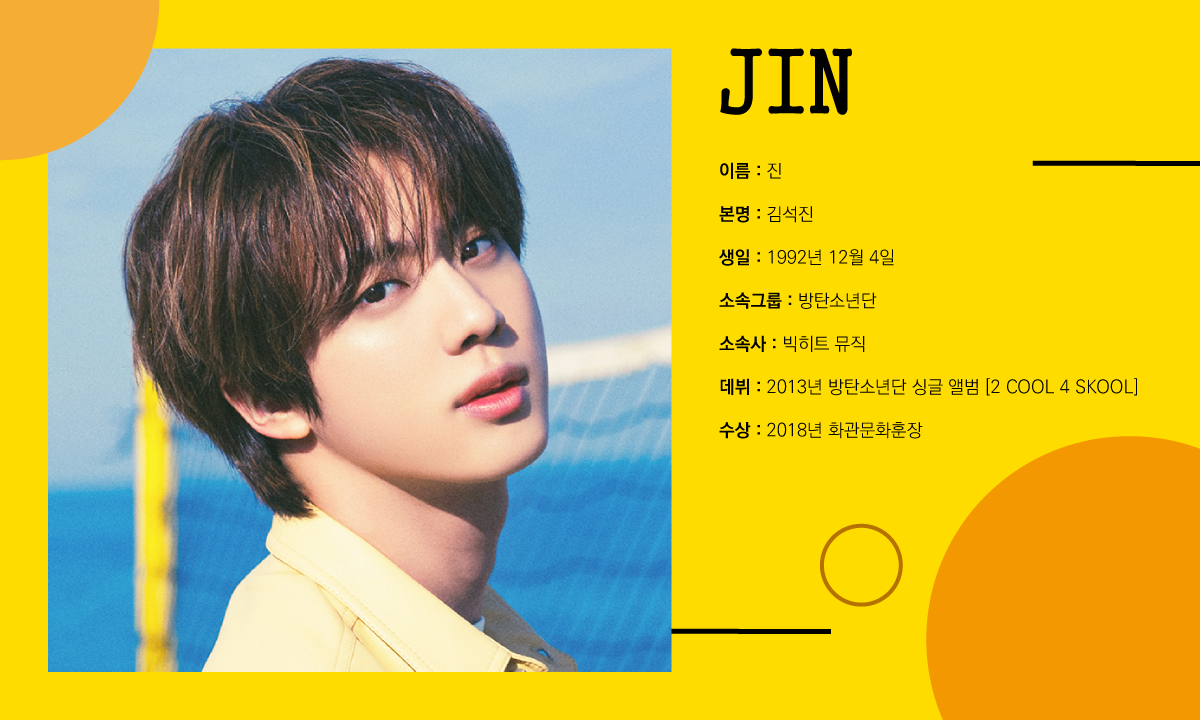 JIN
이름 : 진
본명 : 김석진
생일 : 1992년 12월 4일
소속그룹 : 방탄소년단
소속사 : 빅히트 뮤직
데뷔 : 2013년 방탄소년단 싱글 앨범 [2 COOL 4 SKOOL]
수상 : 2018년 화관문화훈장